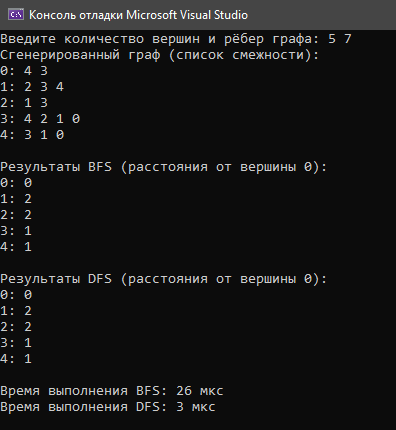 Консоль отладки Microsoft Visual Studio
Введите количество вершин и рёбер графа: 5 7
Сгенерированный граф (список смежности):
0: 4 3
1: 2 3 4
2: 1 3
3: 4 2 1 0
4: 3 1 0
Результаты BFS (расстояния от вершины 0):
0: 0
1: 2
2: 2
3: 1
4: 1
Результаты DFS (расстояния от вершины 0):
0: 0
1: 2
2: 2
3: 1
4: 1
Время выполнения BFS: 26 мкс
Время выполнения DFS: 3 мкс